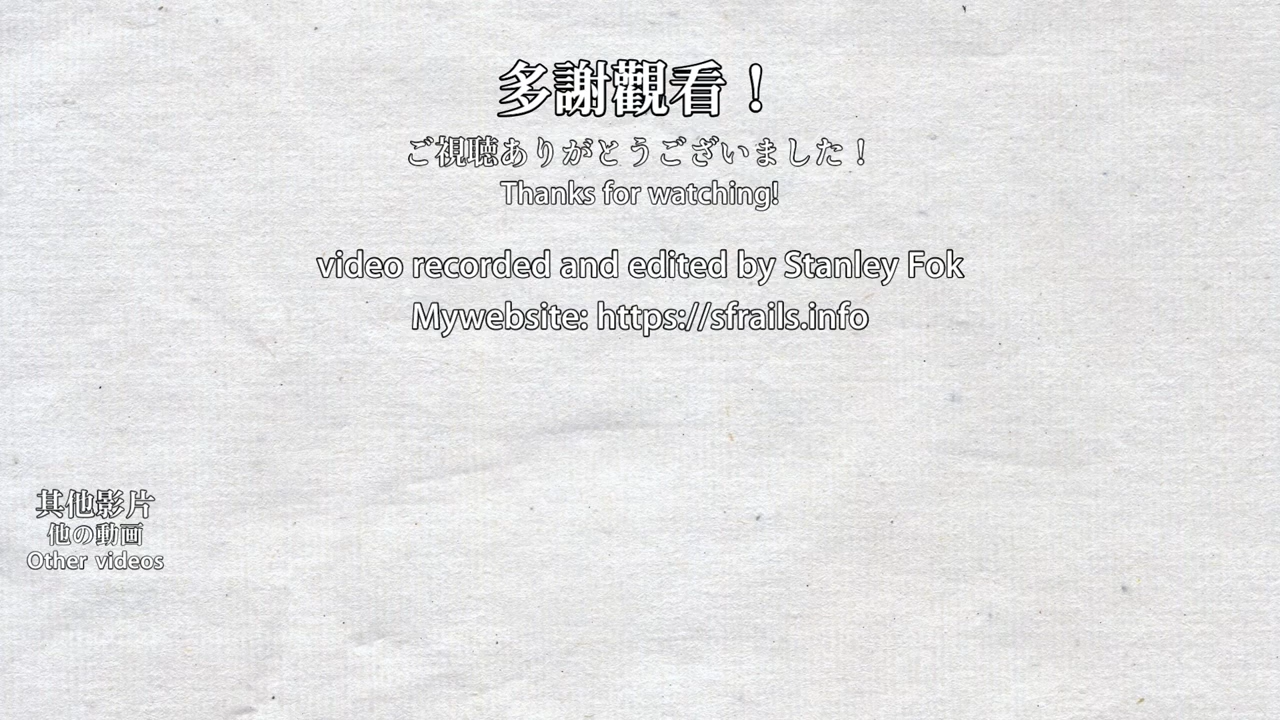 多謝觀看！
ご視聴ありがとうございました！
Thanks for watching!
video recorded and edited by Stanley Fok
Mywebsite: https://sfrails.info
其他影片
他の動画
Other videos